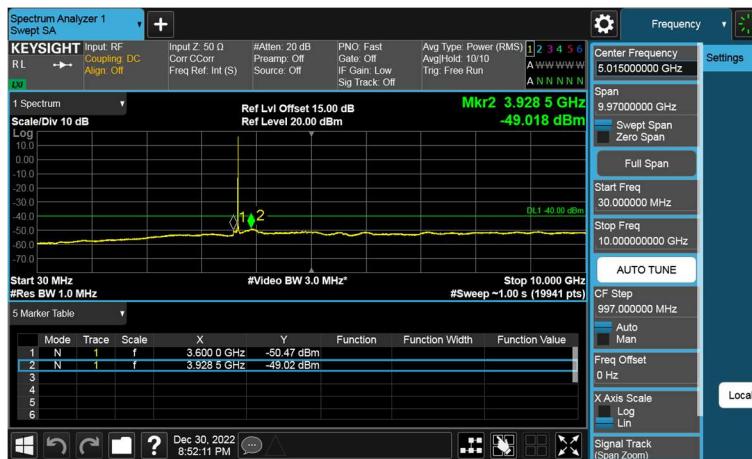 Spectrum Analyzer 1
Swept SA
+
Frequency
KEYSIGHT
Input: RF
Input Z: 50 Ω
#Atten: 20 dB
PNO: Fast
Avg Type: Power (RMS)
1 2 3 4 5 6
RL
Coupling: DC
Corr CCorr
Preamp: Off
Gate: Off
Avg|Hold: 10/10
A W W W W W
Align: Off
Freq Ref: Int (S)
Source: Off
IF Gain: Low
Trig: Free Run
Sig Track: Off
A N N N N N
LXI
1 Spectrum
Ref Lvl Offset 15.00 dB
Mkr2 3.928 5 GHz
Scale/Div 10 dB
Ref Level 20.00 dBm
-49.018 dBm
Log
10.0
0.00
-10.0
-20.0
-30.0
-40.0
-50.0
-60.0
-70.0
1
2
DL1 -40.00 dBm
Start 30 MHz
#Video BW 3.0 MHz*
Stop 10.000 GHz
#Res BW 1.0 MHz
#Sweep ~1.00 s (19941 pts)
5 Marker Table
Mode Trace Scale X Y Function Function Width Function Value
1 N 1 f 3.600 0 GHz -50.47 dBm
2 N 1 f 3.928 5 GHz -49.02 dBm
3
4
5
6
?
Dec 30, 2022
8:52:11 PM
Center Frequency
5.015000000 GHz
Settings
Span
9.97000000 GHz
Swept Span
Zero Span
Full Span
Start Freq
30.000000 MHz
Stop Freq
10.000000000 GHz
AUTO TUNE
CF Step
997.000000 MHz
Auto
Man
Freq Offset
0 Hz
X Axis Scale
Log
Lin
Local
Signal Track
(Span Zoom)